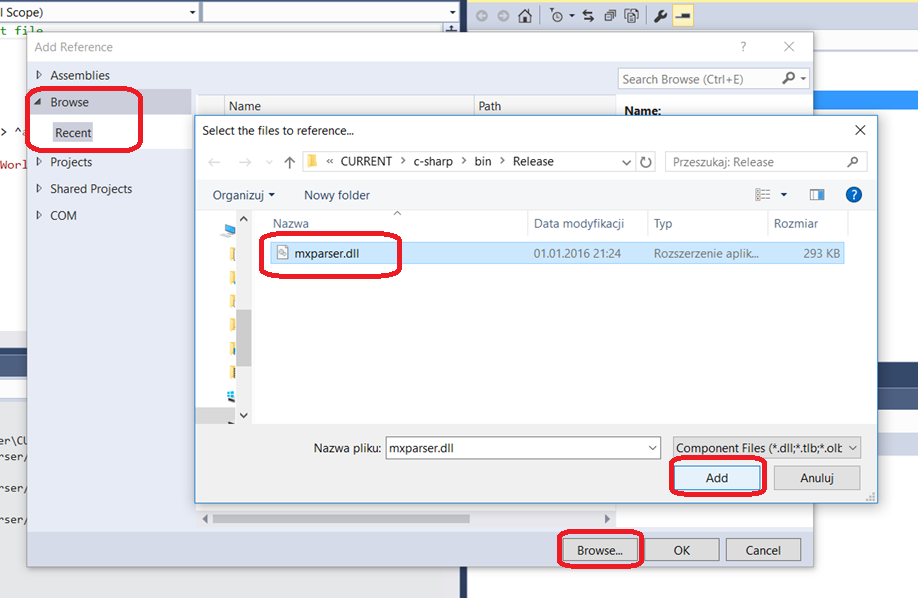 l Scope)
t file
Add Reference
?
Assemblies
Browse
Recent
Projects
Shared Projects
COM
Search Browse (Ctrl+E)
Name
Path
Name:
> ^
Worl
Select the files to reference...
« CURRENT > c-sharp > bin > Release
Przeszukaj: Release
Organizuj
Nowy folder
?
Nazwa
Data modyfikacji
Typ
Rozmiar
mxparser.dll
01.01.2016 21:24
Rozszerzenie aplik...
293 KB
Nazwa pliku:
mxparser.dll
Component Files (*.dll;*.tlb;*.olb
Add
Anuluj
er\CU
rser/
rser/
rser/
Browse...
OK
Cancel